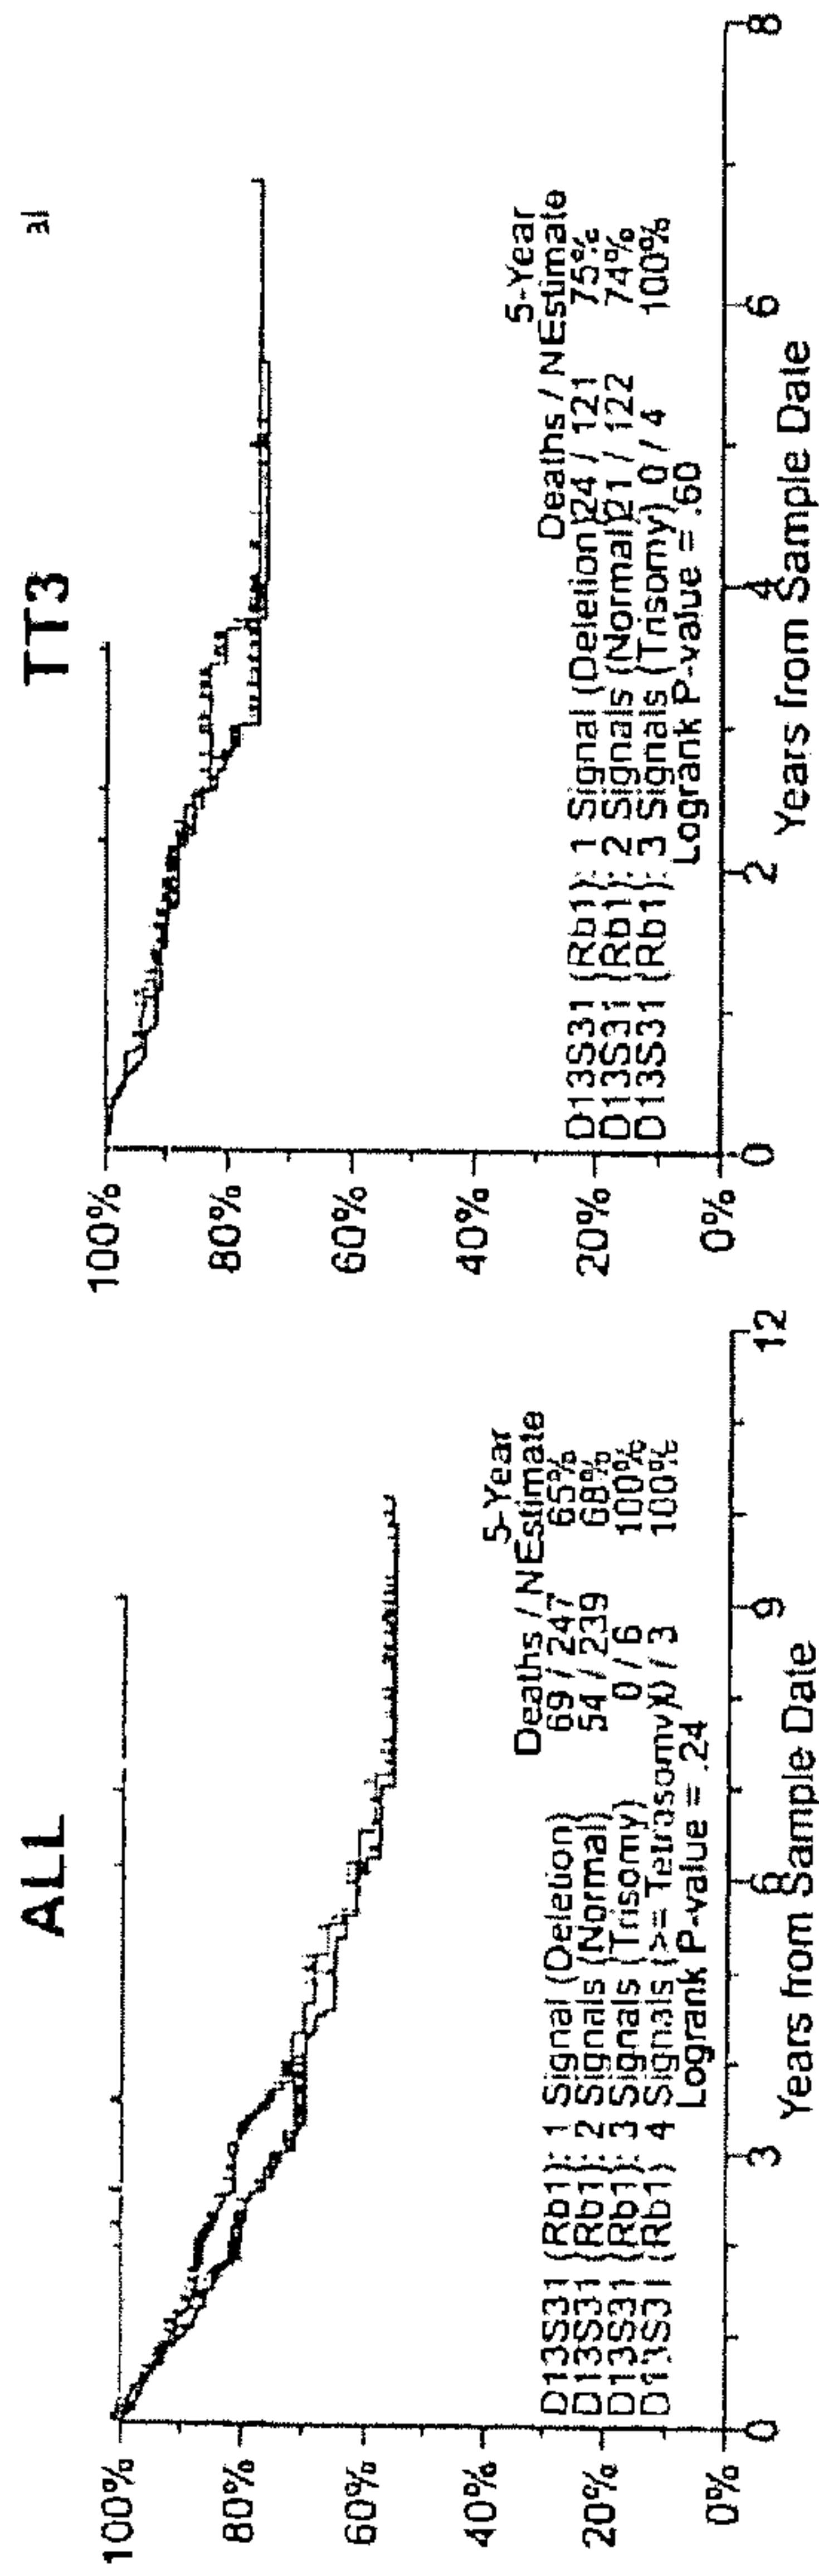 ALL
100%
80%
60%
40%
20%
0%
5-Year
Deaths / N Estimate
D13S31 (Rb1): 1 Signal (Deletion) 69 / 247 65%
D13S31 (Rb1): 2 Signals (Normal) 54 / 239 68%
D13S31 (Rb1): 3 Signals (Trisomy) 0 / 6 100%
D13S31 (Rb1) 4 Signals (>= Tetrasomy) 0 / 3 100%
Logrank P-value = .24
0 3 6 9 12
Years from Sample Date
TT3
100%
80%
60%
40%
20%
0%
5-Year
Deaths / N Estimate
D13S31 (Rb1): 1 Signal (Deletion) 24 / 121 75%
D13S31 (Rb1): 2 Signals (Normal) 21 / 122 74%
D13S31 (Rb1): 3 Signals (Trisomy) 0 / 4 100%
Logrank P-value = .60
0 2 4 6 8
Years from Sample Date